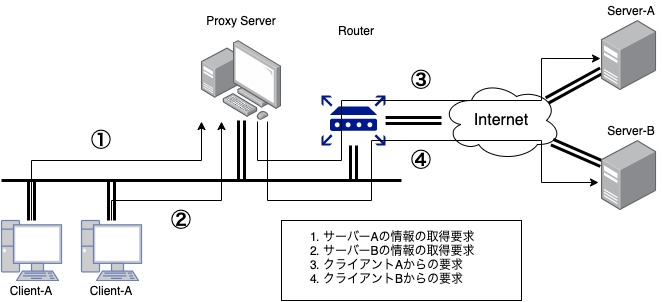 Proxy Server
Router
Server-A
③
Internet
①
④
Server-B
②
Client-A
Client-A
1. サーバーAの情報の取得要求
2. サーバーBの情報の取得要求
3. クライアントAからの要求
4. クライアントBからの要求